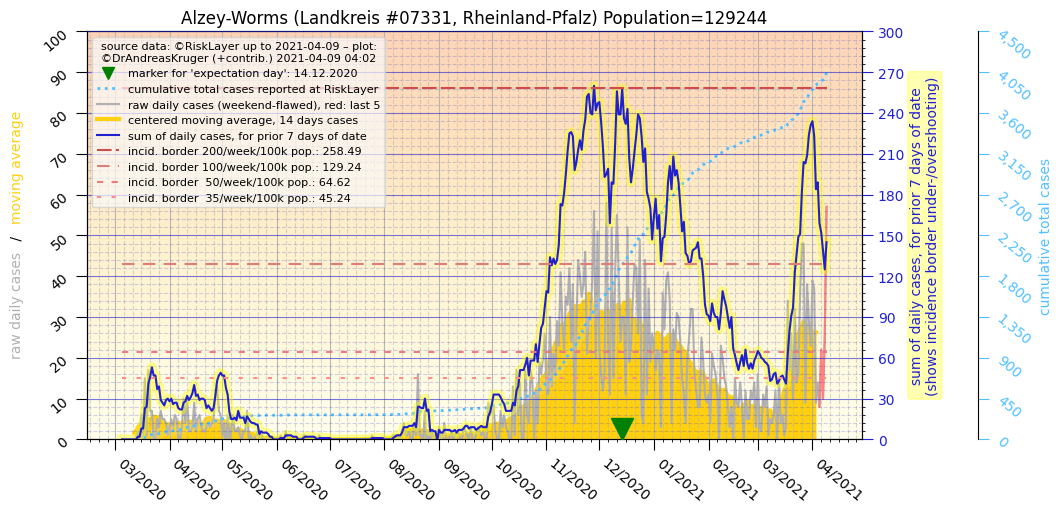 Alzey-Worms (Landkreis #07331, Rheinland-Pfalz) Population=129244
source data: ©RiskLayer up to 2021-04-09 – plot:
©DrAndreasKruger (+contrib.) 2021-04-09 04:02
marker for 'expectation day': 14.12.2020
cumulative total cases reported at RiskLayer
raw daily cases (weekend-flawed), red: last 5
centered moving average, 14 days cases
sum of daily cases, for prior 7 days of date
incid. border 200/week/100k pop.: 258.49
incid. border 100/week/100k pop.: 129.24
incid. border  50/week/100k pop.: 64.62
incid. border  35/week/100k pop.: 45.24
raw daily cases  /  moving average
100
90
80
70
60
50
40
30
20
10
0
03/2020
04/2020
05/2020
06/2020
07/2020
08/2020
09/2020
10/2020
11/2020
12/2020
01/2021
02/2021
03/2021
04/2021
300
270
240
210
180
150
120
90
60
30
0
sum of daily cases, for prior 7 days of date
(shows incidence border under-/overshooting)
4,500
4,050
3,600
3,150
2,700
2,250
1,800
1,350
900
450
0
cumulative total cases